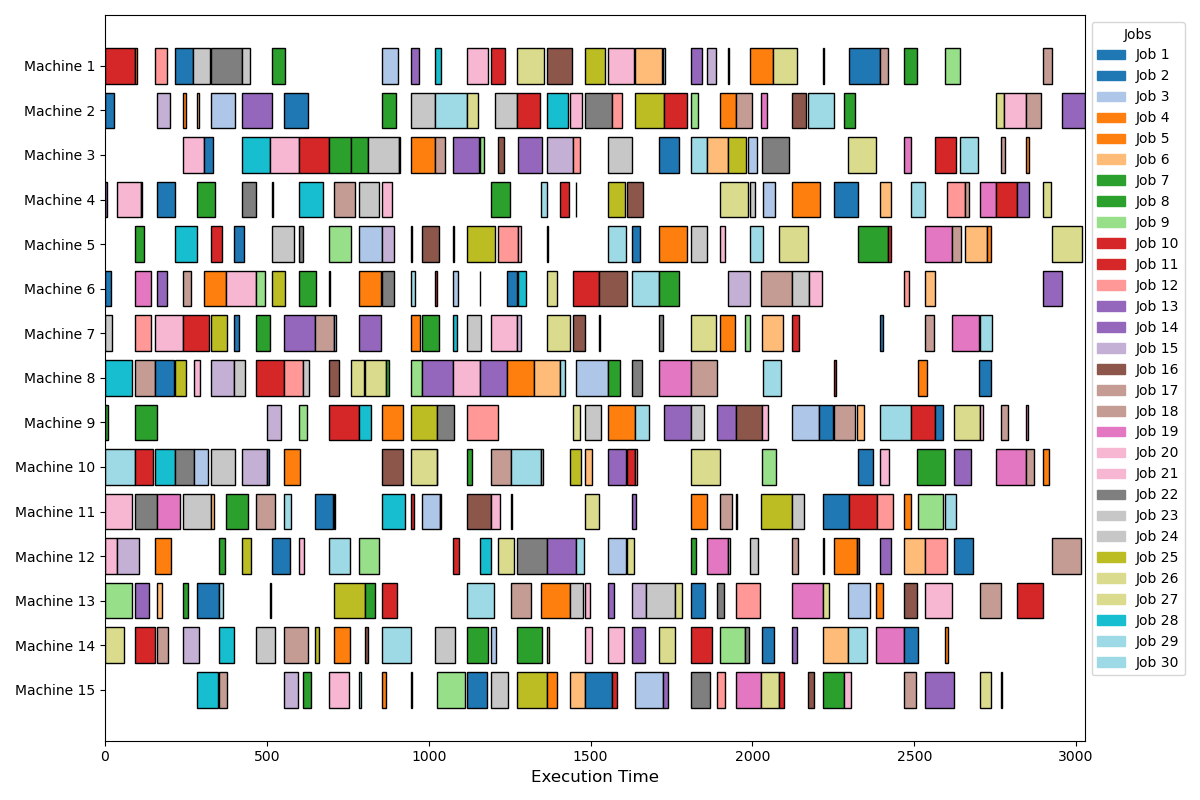 Machine 1
Machine 2
Machine 3
Machine 4
Machine 5
Machine 6
Machine 7
Machine 8
Machine 9
Machine 10
Machine 11
Machine 12
Machine 13
Machine 14
Machine 15
0 500 1000 1500 2000 2500 3000
Execution Time
Jobs
Job 1
Job 2
Job 3
Job 4
Job 5
Job 6
Job 7
Job 8
Job 9
Job 10
Job 11
Job 12
Job 13
Job 14
Job 15
Job 16
Job 17
Job 18
Job 19
Job 20
Job 21
Job 22
Job 23
Job 24
Job 25
Job 26
Job 27
Job 28
Job 29
Job 30